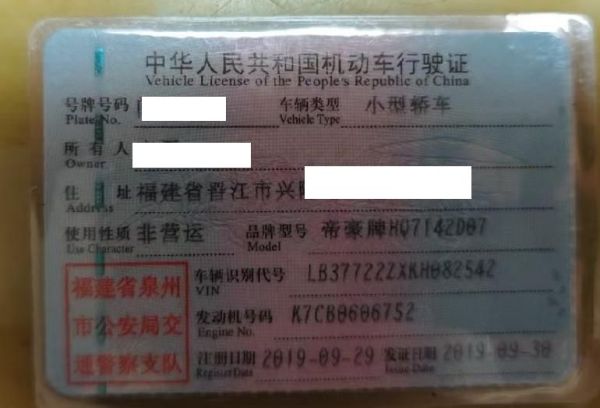 中华人民共和国机动车行驶证
Vehicle License of the People's Republic of China
号牌号码 车辆类型 小型轿车
Plate No. Vehicle Type
所有人
Owner
住址 福建省晋江市兴
Address
使用性质 非营运 品牌型号 帝豪牌HQ7142D07
Use Character Model
福建省泉州
市公安局交
通警察支队
车辆识别代号 LB37722ZXKH082542
VIN
发动机号码 K7CB0606752
Engine No.
注册日期 2019-09-29 发证日期 2019-09-30
Register Date Issue Date